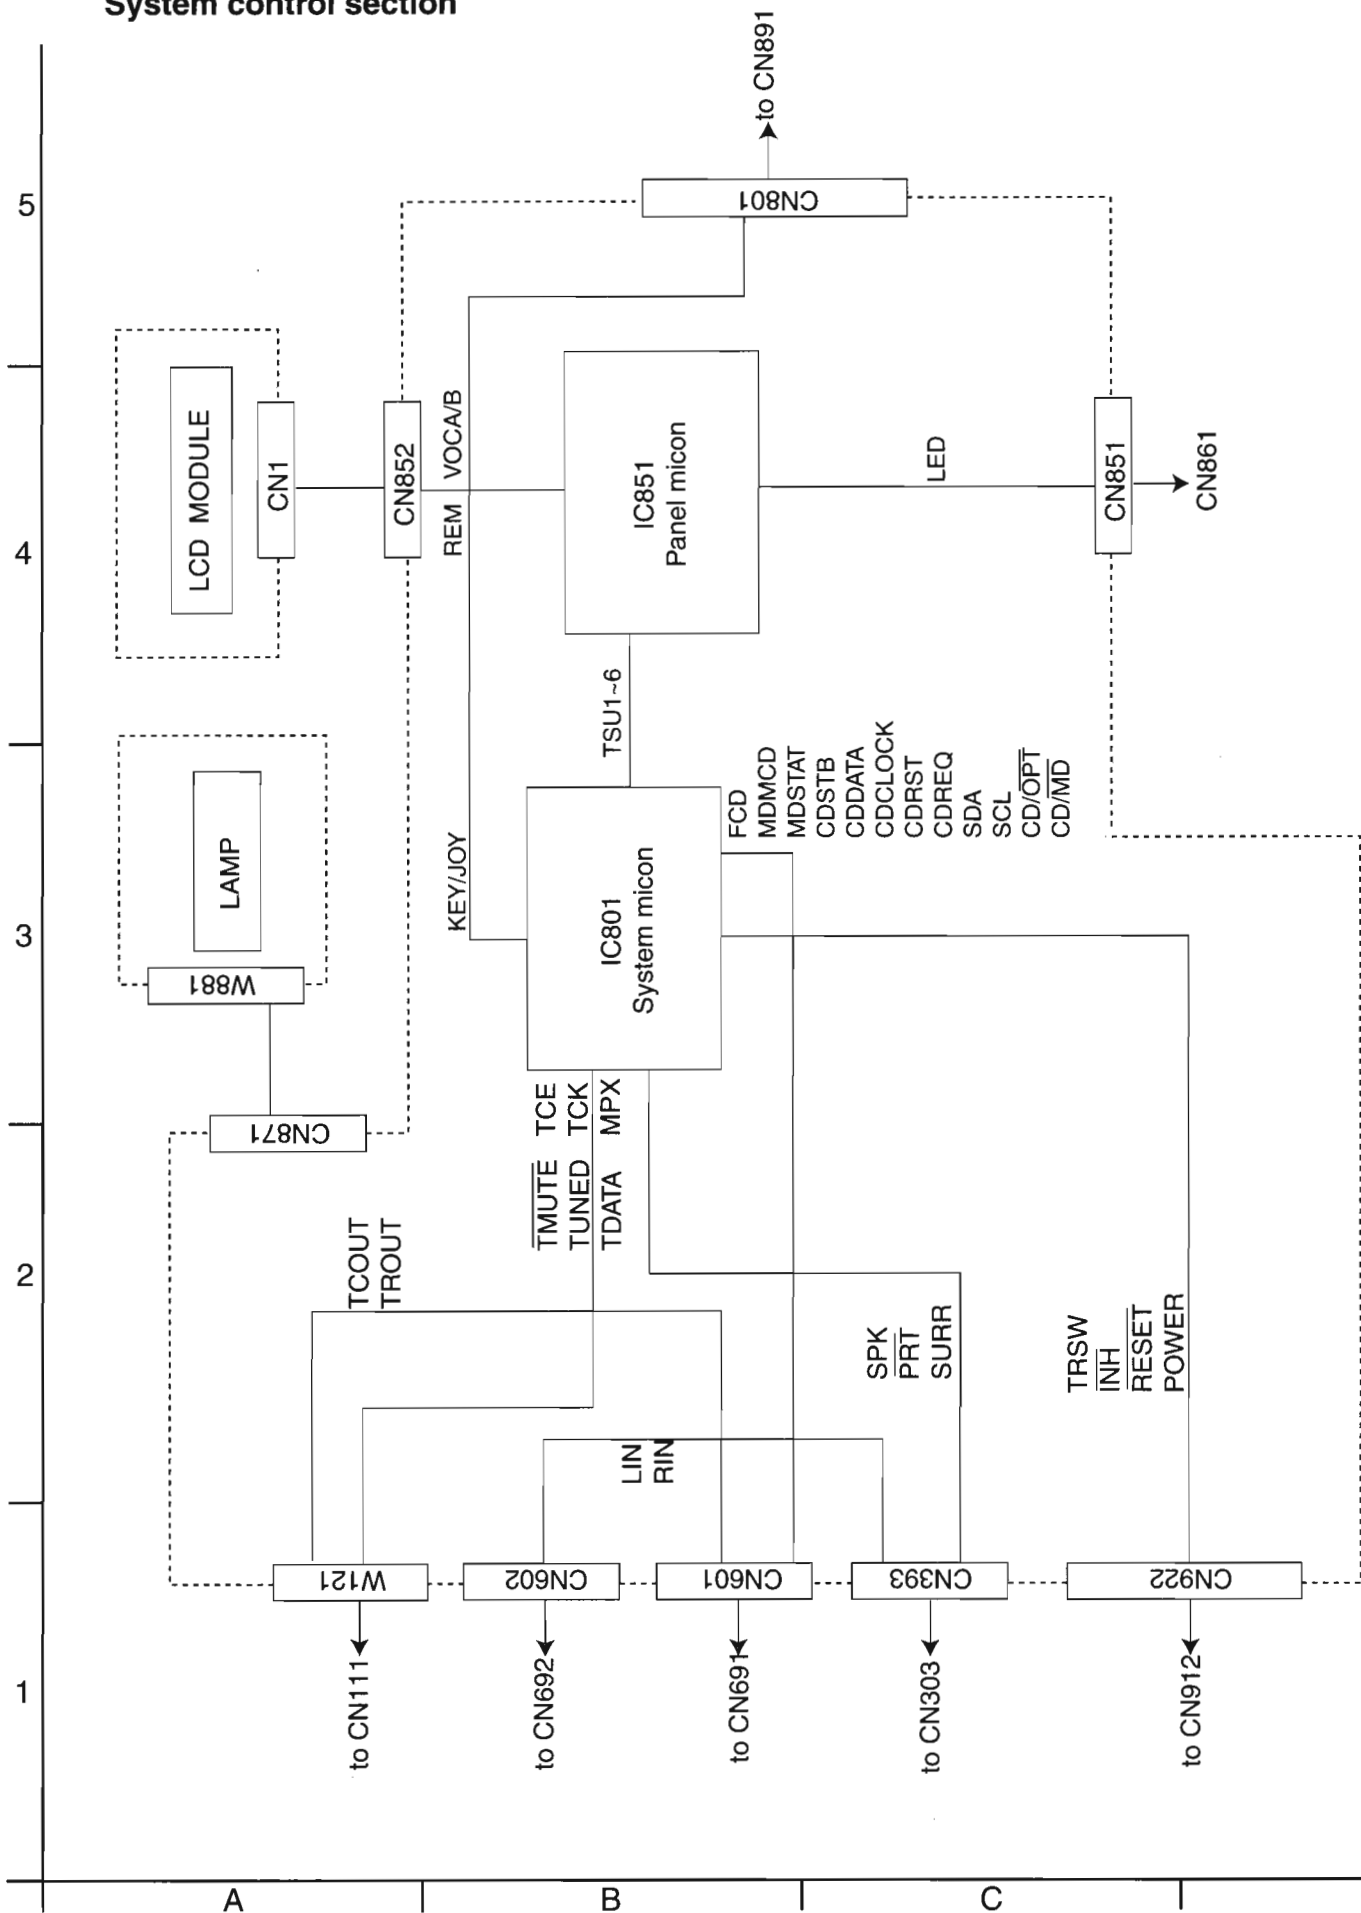 System control section
to CN891
5
CN801
LCD MODULE
CN1
CN852
REM VOCA/B
IC851
Panel micon
LED
CN851
CN861
4
TSU1~6
LAMP
W881
KEY/JOY
IC801
System micon
FCD
MDMCD
MDSTAT
CDSTB
CDDATA
CDCLOCK
CDRST
CDREQ
SDA
SCL
CD/OPT
CD/MD
3
CN871
TMUTE TCE
TUNED TCK
TDATA MPX
TCOUT
TROUT
2
SPK
PRT
SURR
TRSW
INH
RESET
POWER
LIN
RIN
W121
CN602
CN601
CN393
CN922
to CN111
to CN692
to CN691
to CN303
to CN912
1
A
B
C